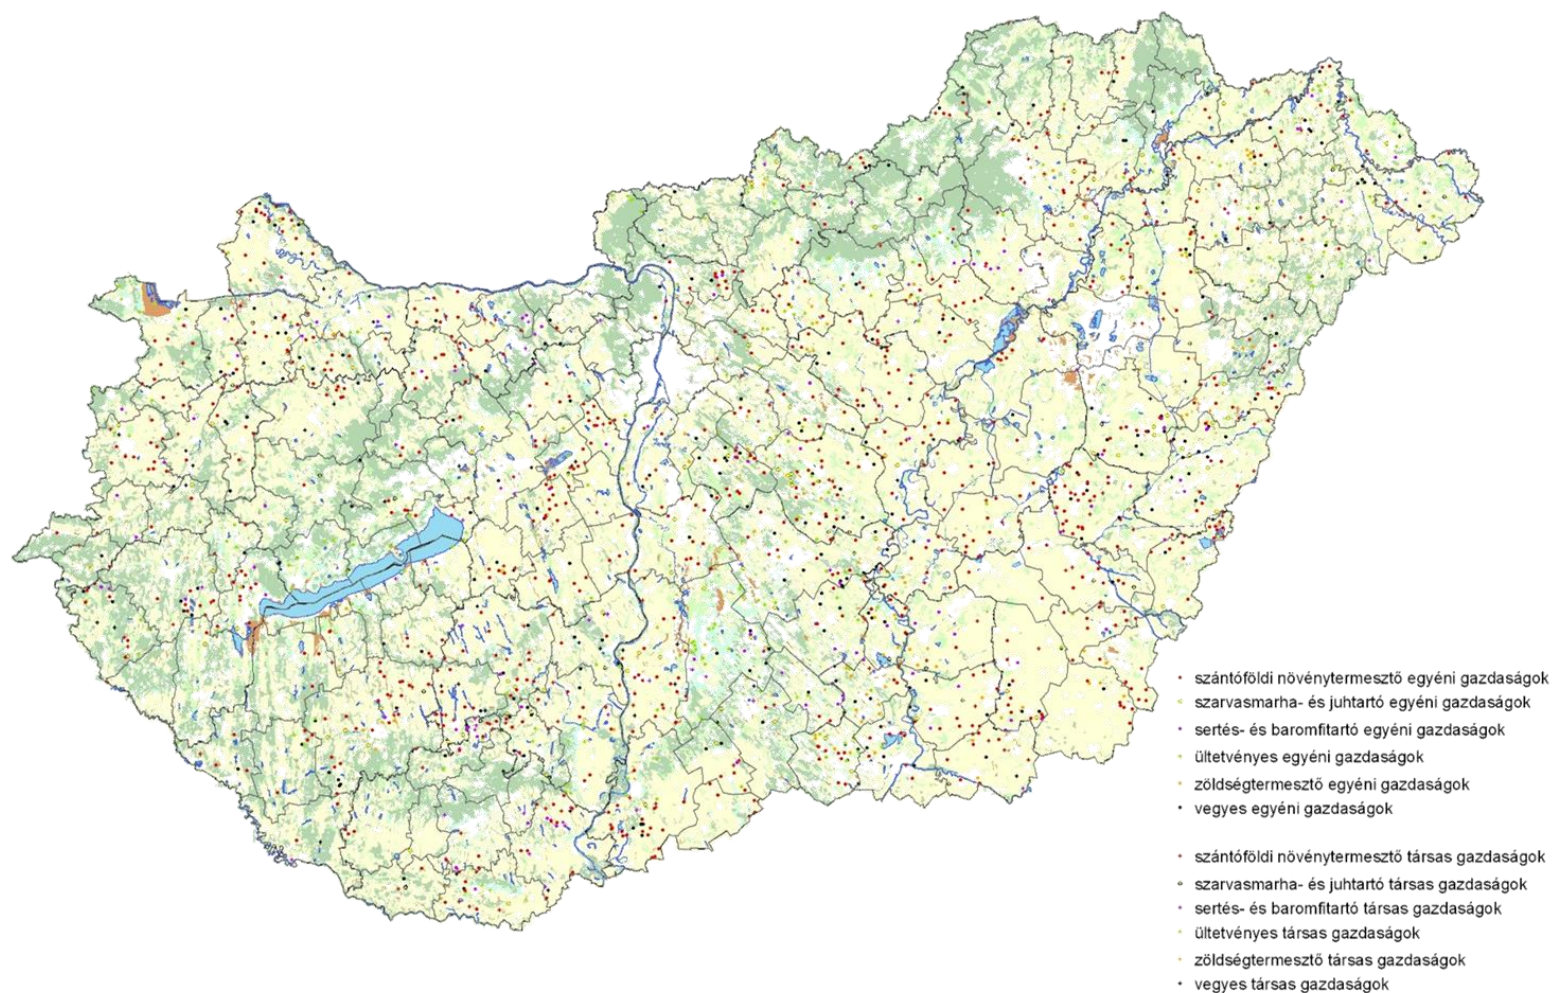 szántóföldi növénytermesztő egyéni gazdaságok
szarvasmarha- és juhtartó egyéni gazdaságok
sertés- és baromfitartó egyéni gazdaságok
ültetvényes egyéni gazdaságok
zöldségtermesztő egyéni gazdaságok
vegyes egyéni gazdaságok
szántóföldi növénytermesztő társas gazdaságok
szarvasmarha- és juhtartó társas gazdaságok
sertés- és baromfitartó társas gazdaságok
ültetvényes társas gazdaságok
zöldségtermesztő társas gazdaságok
vegyes társas gazdaságok